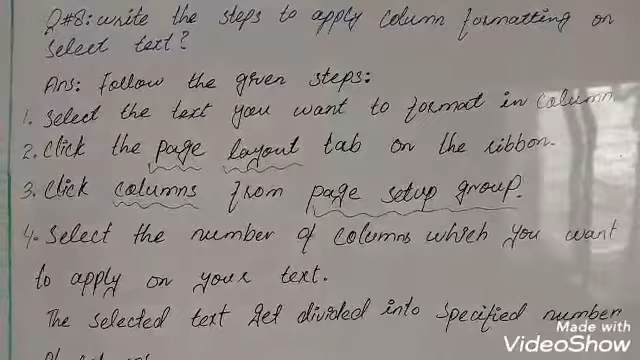 Q#8: write the steps to apply column formatting on
select text?
Ans: Follow the given steps:
1. Select the text you want to format in column
2. Click the page layout tab on the ribbon.
3. Click columns from page setup group.
4. Select the number of columns which you want
to apply on your text.
The selected text get divided into specified number
Made with
VideoShow